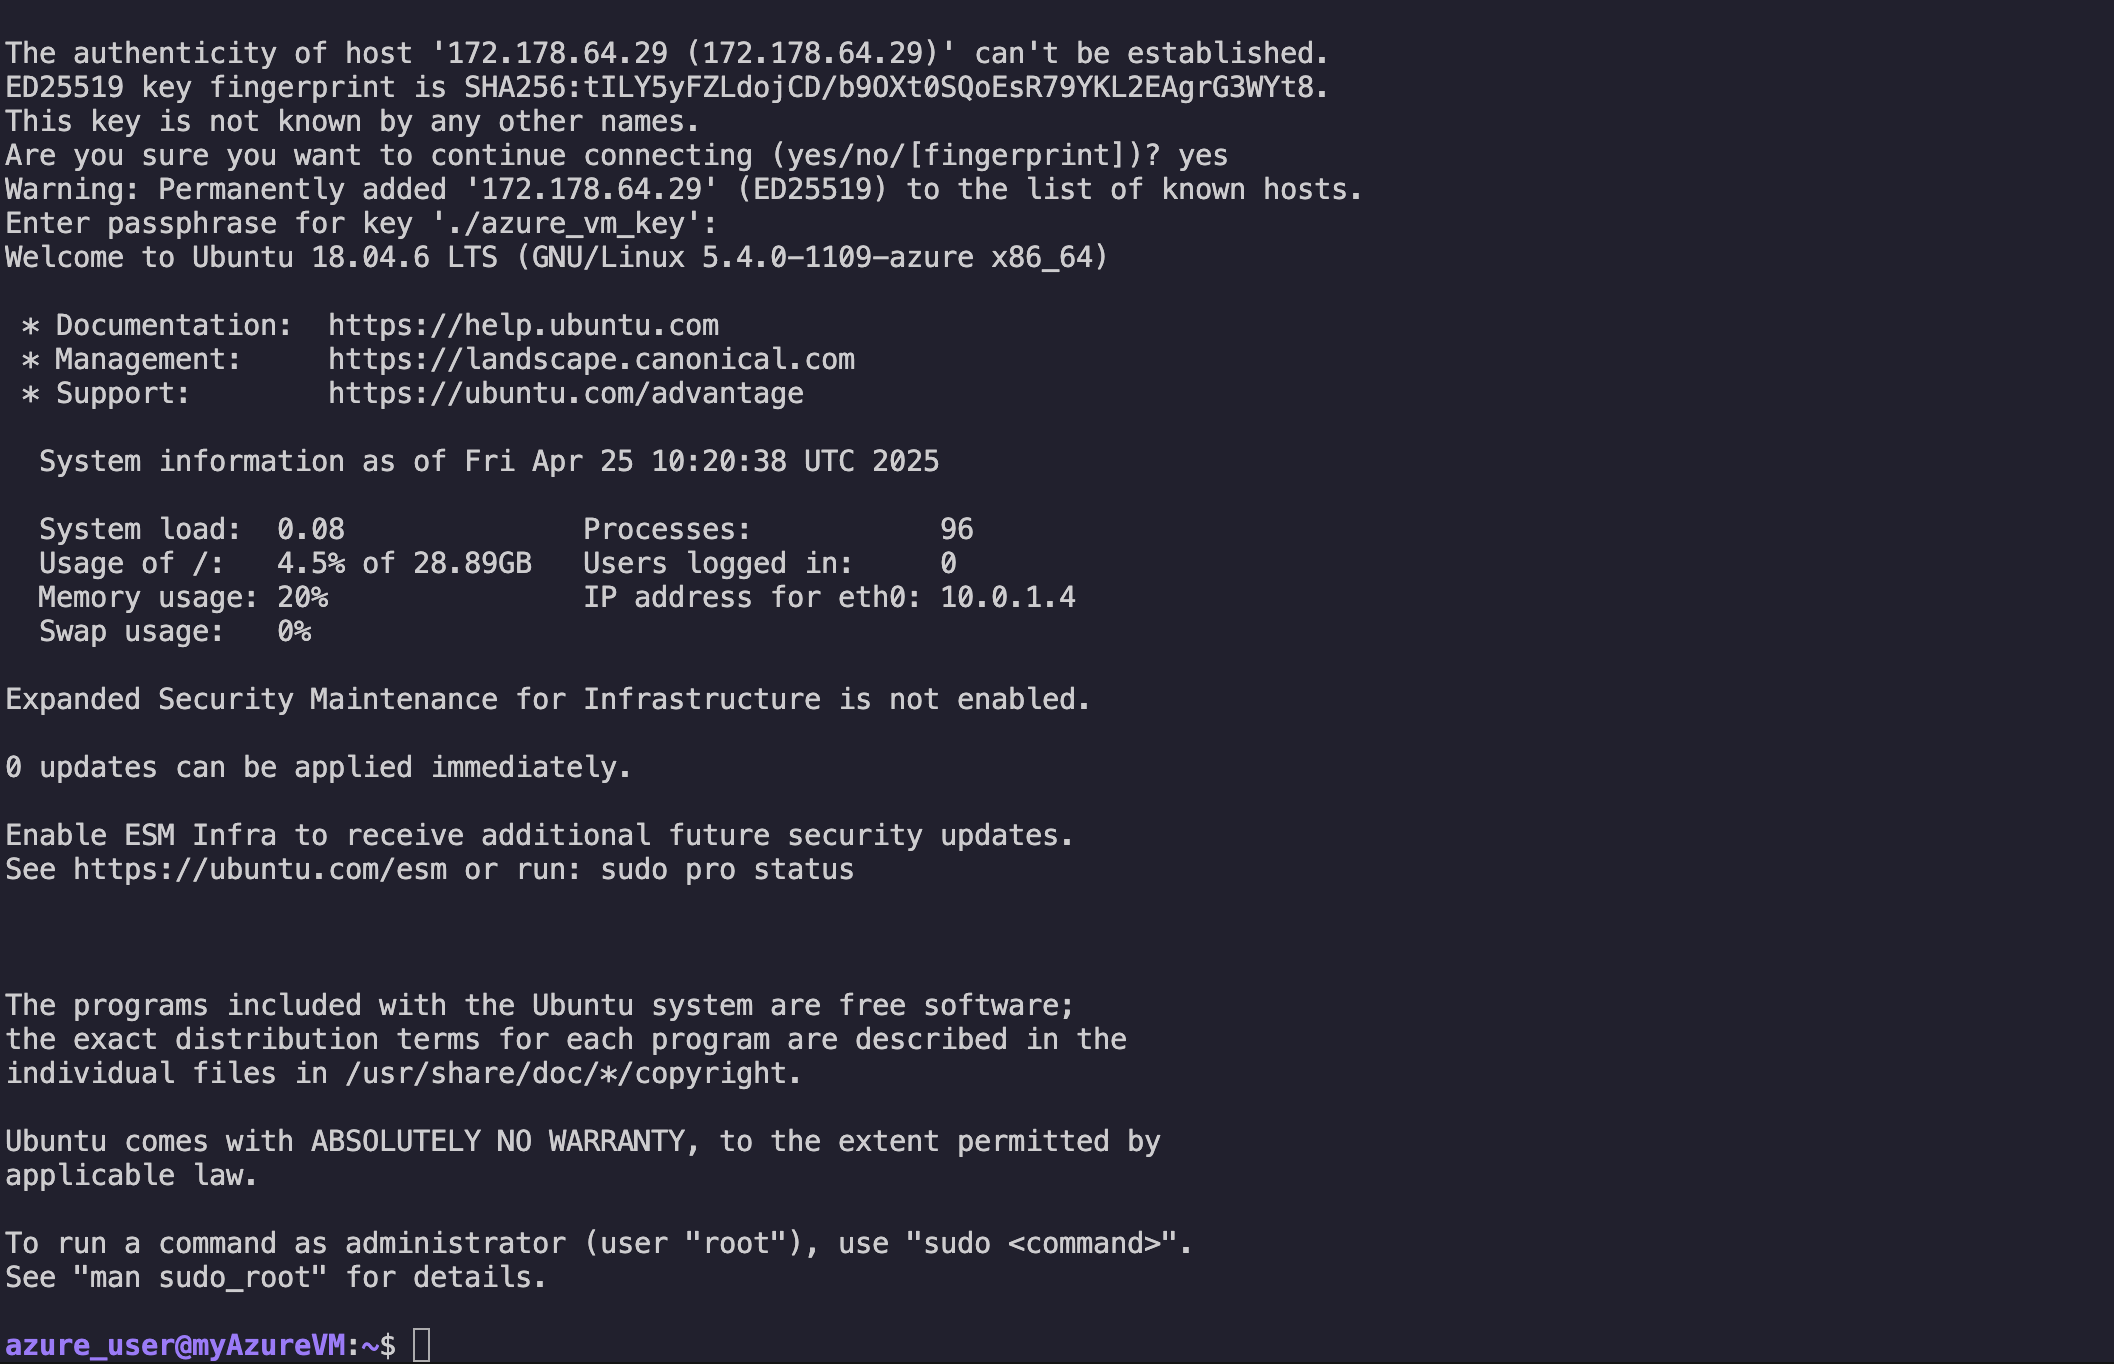 The authenticity of host '172.178.64.29 (172.178.64.29)' can't be established.
ED25519 key fingerprint is SHA256:tILY5yFZLdojCD/b9OXt0SQoEsR79YKL2EAgrG3WYt8.
This key is not known by any other names.
Are you sure you want to continue connecting (yes/no/[fingerprint])? yes
Warning: Permanently added '172.178.64.29' (ED25519) to the list of known hosts.
Enter passphrase for key './azure_vm_key':
Welcome to Ubuntu 18.04.6 LTS (GNU/Linux 5.4.0-1109-azure x86_64)
* Documentation:  https://help.ubuntu.com
* Management:     https://landscape.canonical.com
* Support:        https://ubuntu.com/advantage
System information as of Fri Apr 25 10:20:38 UTC 2025
System load:  0.08              Processes:           96
Usage of /:   4.5% of 28.89GB   Users logged in:     0
Memory usage: 20%               IP address for eth0: 10.0.1.4
Swap usage:   0%
Expanded Security Maintenance for Infrastructure is not enabled.
0 updates can be applied immediately.
Enable ESM Infra to receive additional future security updates.
See https://ubuntu.com/esm or run: sudo pro status
The programs included with the Ubuntu system are free software;
the exact distribution terms for each program are described in the
individual files in /usr/share/doc/*/copyright.
Ubuntu comes with ABSOLUTELY NO WARRANTY, to the extent permitted by
applicable law.
To run a command as administrator (user "root"), use "sudo <command>".
See "man sudo_root" for details.
azure_user@myAzureVM:~$